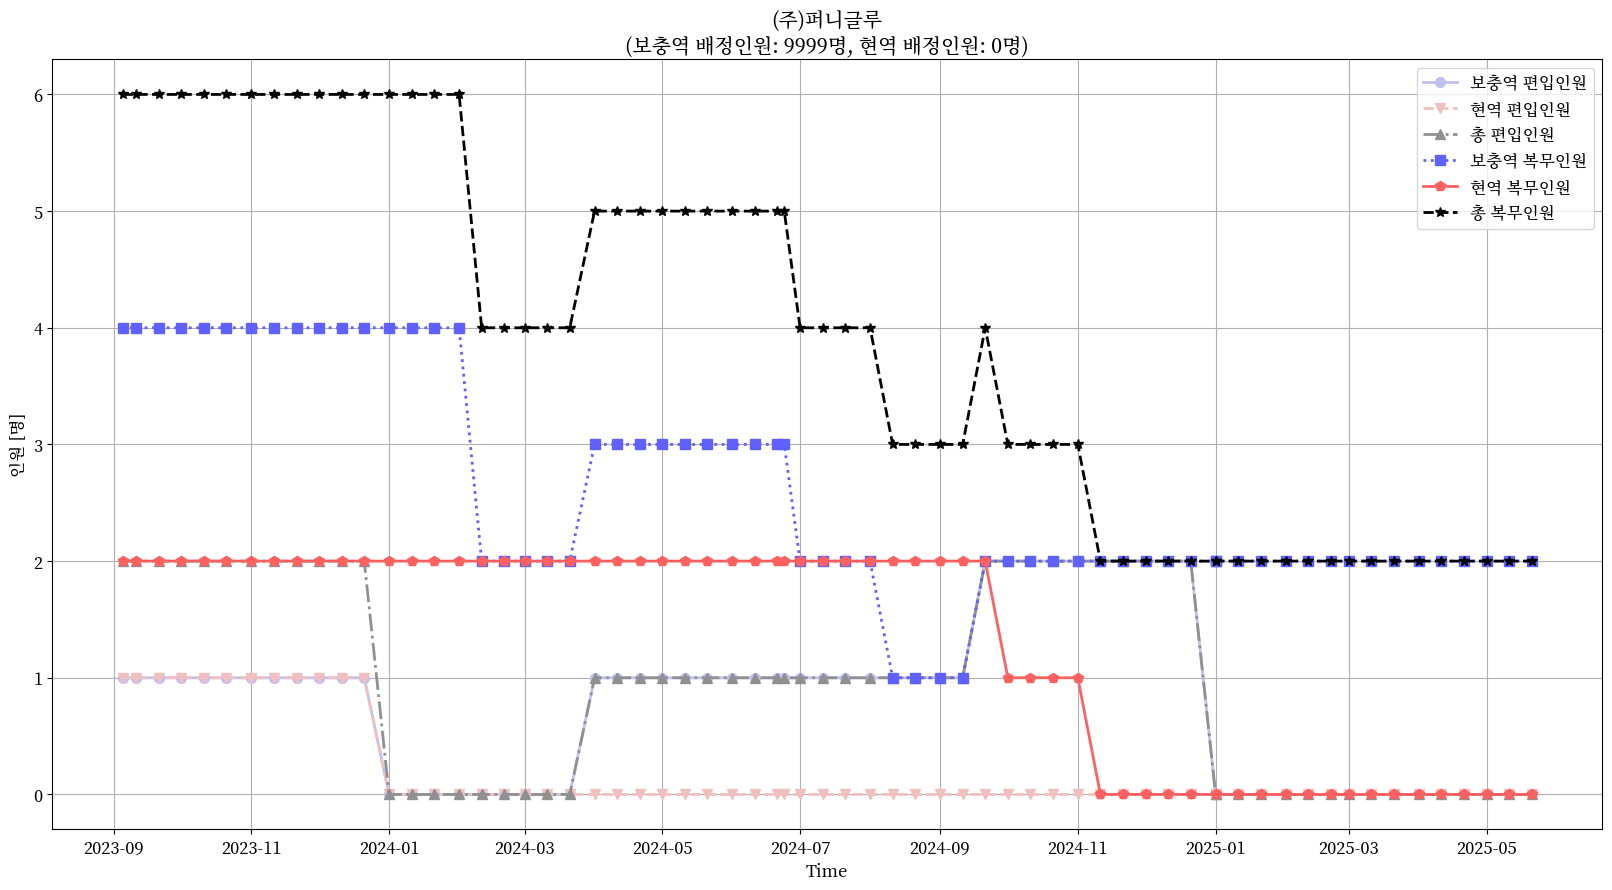 (주)퍼니글루
(보충역 배정인원: 9999명, 현역 배정인원: 0명)
보충역 편입인원
현역 편입인원
총 편입인원
보충역 복무인원
현역 복무인원
총 복무인원
인원 [명]
6
5
4
3
2
1
0
2023-09 2023-11 2024-01 2024-03 2024-05 2024-07 2024-09 2024-11 2025-01 2025-03 2025-05
Time